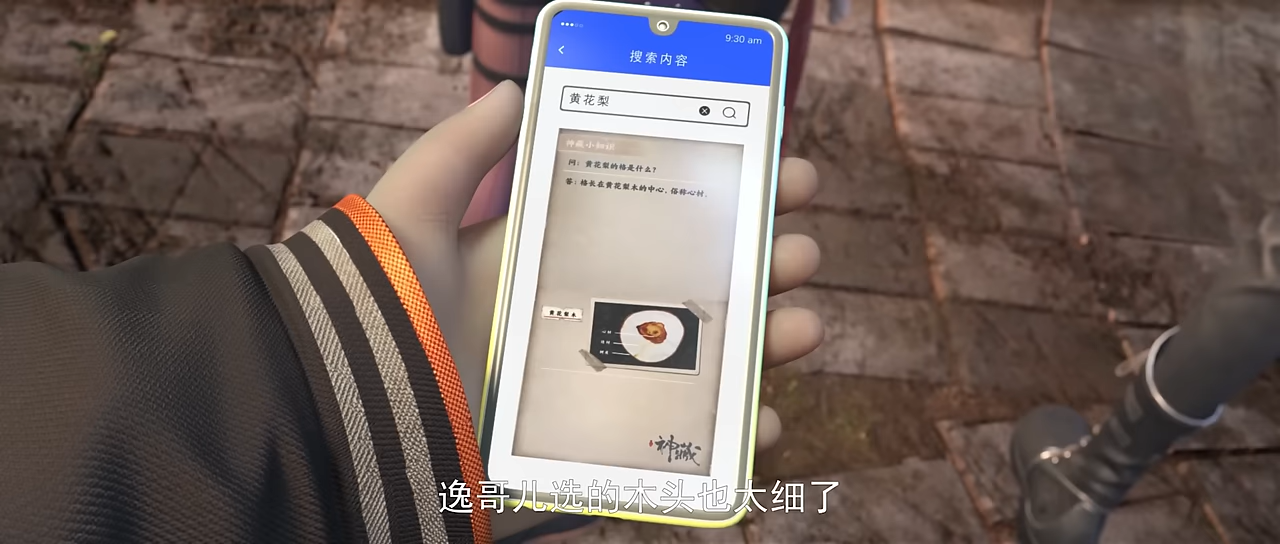 9:30 am
搜索内容
黄花梨
神藏小知识
问：黄花梨的格是什么？
答：格长在黄花梨木的中心，俗称心材。
黄花梨木
神藏
逸哥儿选的木头也太细了